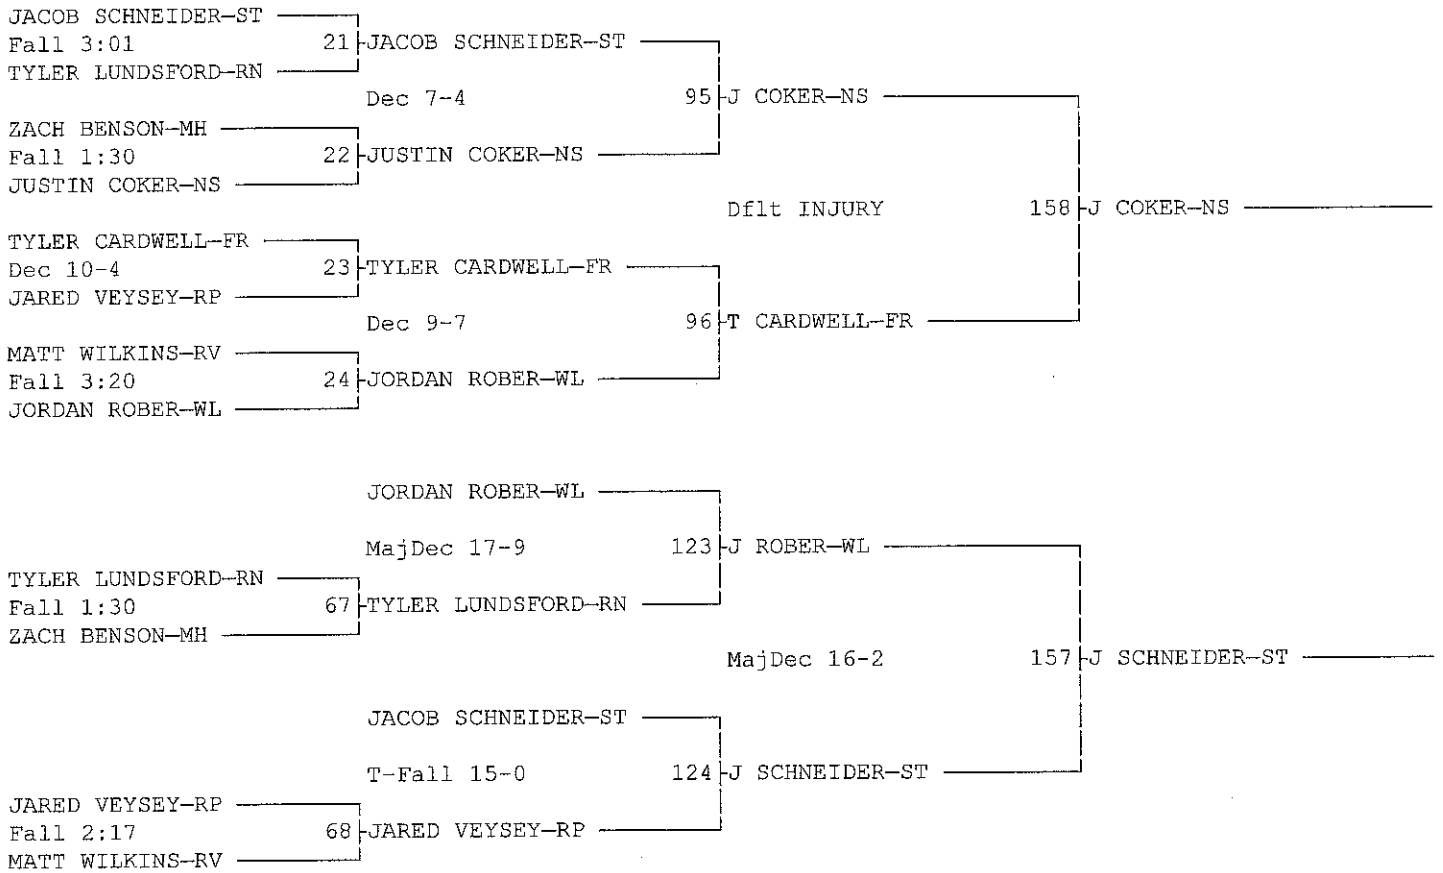 JACOB SCHNEIDER—ST
Fall 3:01 21 JACOB SCHNEIDER—ST
TYLER LUNDSFORD—RN
Dec 7-4 95 J COKER—NS
ZACH BENSON—MH
Fall 1:30 22 JUSTIN COKER—NS
JUSTIN COKER—NS
Dflt INJURY 158 J COKER—NS
TYLER CARDWELL—FR
Dec 10-4 23 TYLER CARDWELL—FR
JARED VEYSEY—RP
Dec 9-7 96 T CARDWELL—FR
MATT WILKINS—RV
Fall 3:20 24 JORDAN ROBER—WL
JORDAN ROBER—WL
JORDAN ROBER—WL
MajDec 17-9 123 J ROBER—WL
TYLER LUNDSFORD—RN
Fall 1:30 67 TYLER LUNDSFORD—RN
ZACH BENSON—MH
MajDec 16-2 157 J SCHNEIDER—ST
JACOB SCHNEIDER—ST
T-Fall 15-0 124 J SCHNEIDER—ST
JARED VEYSEY—RP
Fall 2:17 68 JARED VEYSEY—RP
MATT WILKINS—RV